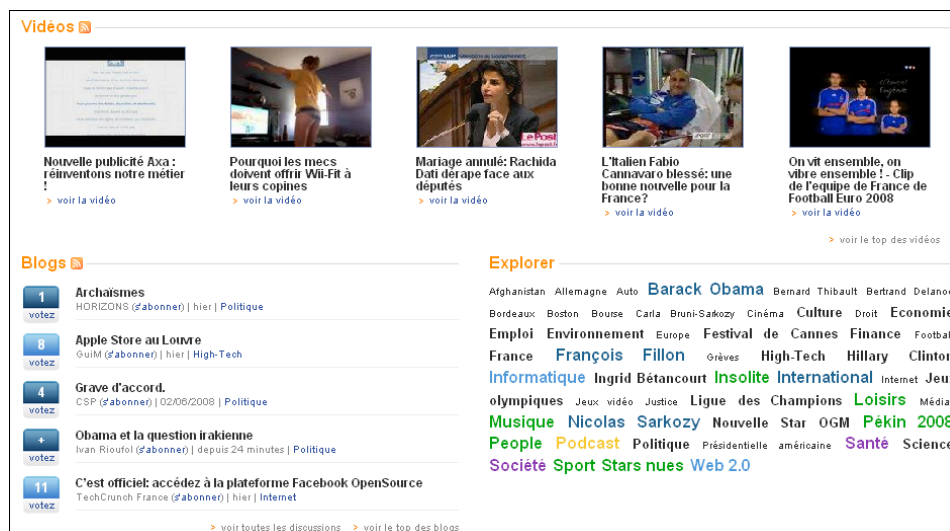 Vidéos
Nouvelle publicité Axa :
réinventons notre métier
!
> voir la vidéo
Pourquoi les mecs
doivent offrir Wii-Fit à
leurs copines
> voir la vidéo
LePost
Mariage annulé: Rachida
Dati dérape face aux
députés
> voir la vidéo
L'Italien Fabio
Cannavaro blessé: une
bonne nouvelle pour la
France?
> voir la vidéo
On vit ensemble, on
vibre ensemble ! - Clip
de l'equipe de France de
Football Euro 2008
> voir la vidéo
> voir le top des vidéos
Blogs
1 votez
Archaïsmes
HORIZONS (s'abonner) | hier | Politique
8 votez
Apple Store au Louvre
GuiM (s'abonner) | hier | High-Tech
4 votez
Grave d'accord.
CSP (s'abonner) | 02/06/2008 | Politique
+ votez
Obama et la question irakienne
Ivan Rioufol (s'abonner) | depuis 24 minutes | Politique
11 votez
C'est officiel: accédez à la plateforme Facebook OpenSource
TechCrunch France (s'abonner) | hier | Internet
> voir toutes les discussions > voir le top des blogs
Explorer
Afghanistan Allemagne Auto Barack Obama Bernard Thibault Bertrand Delanoe
Bordeaux Boston Bourse Carla Bruni-Sarkozy Cinéma Culture Droit Economie
Emploi Environnement Europe Festival de Cannes Finance Footbal
France François Fillon Grèves High-Tech Hillary Clinton
Informatique Ingrid Bétancourt Insolite International Internet Jeux
olympiques Jeux vidéo Justice Ligue des Champions Loisirs Média
Musique Nicolas Sarkozy Nouvelle Star OGM Pékin 2008
People Podcast Politique Présidentielle américaine Santé Science
Société Sport Stars nues Web 2.0